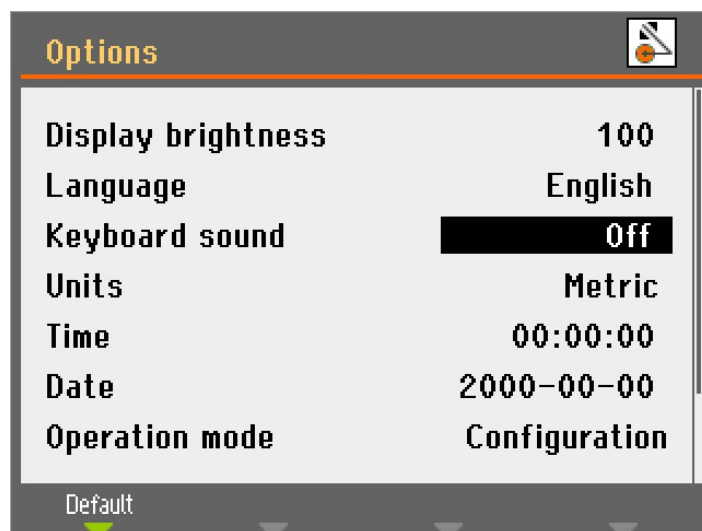 Options
Display brightness 100
Language English
Keyboard sound Off
Units Metric
Time 00:00:00
Date 2000-00-00
Operation mode Configuration
Default